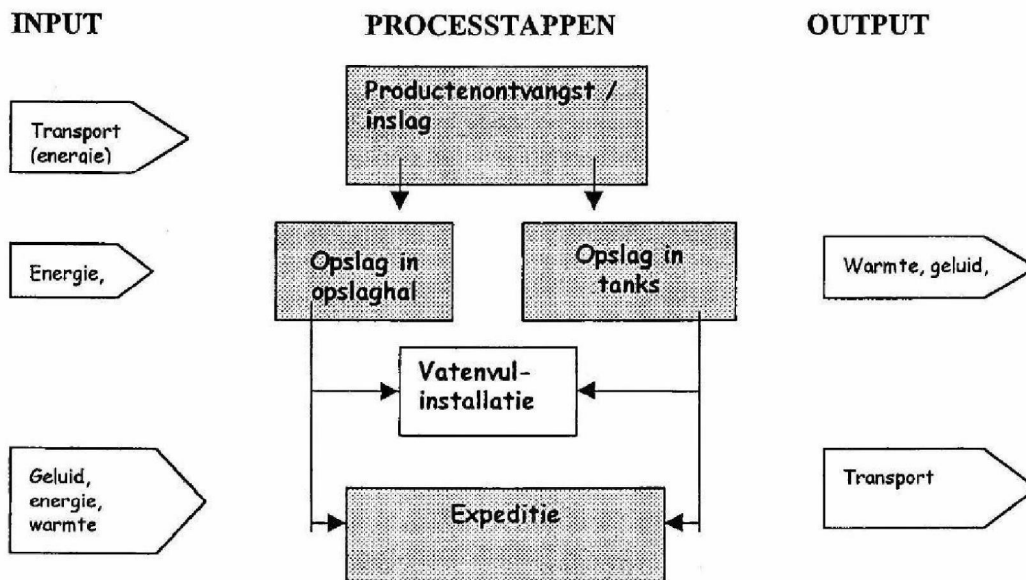 INPUT PROCESSTAPPEN OUTPUT
Productenontvangst /
inslag
Transport
(energie)
Energie,
Opslag in
opslaghal
Opslag in
tanks
Warmte, geluid,
Vatenvul-
installatie
Geluid,
energie,
warmte
Expeditie
Transport